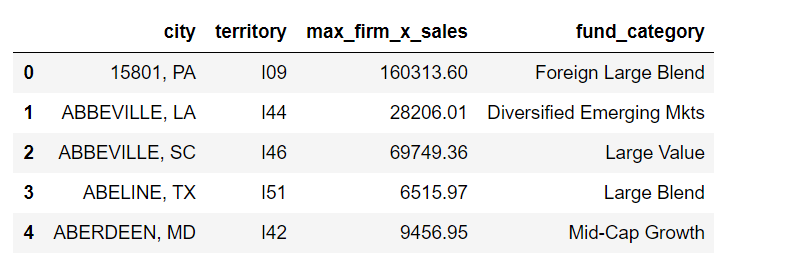 city territory max_firm_x_sales fund_category
0 15801, PA I09 160313.60 Foreign Large Blend
1 ABBEVILLE, LA I44 28206.01 Diversified Emerging Mkts
2 ABBEVILLE, SC I46 69749.36 Large Value
3 ABELINE, TX I51 6515.97 Large Blend
4 ABERDEEN, MD I42 9456.95 Mid-Cap Growth